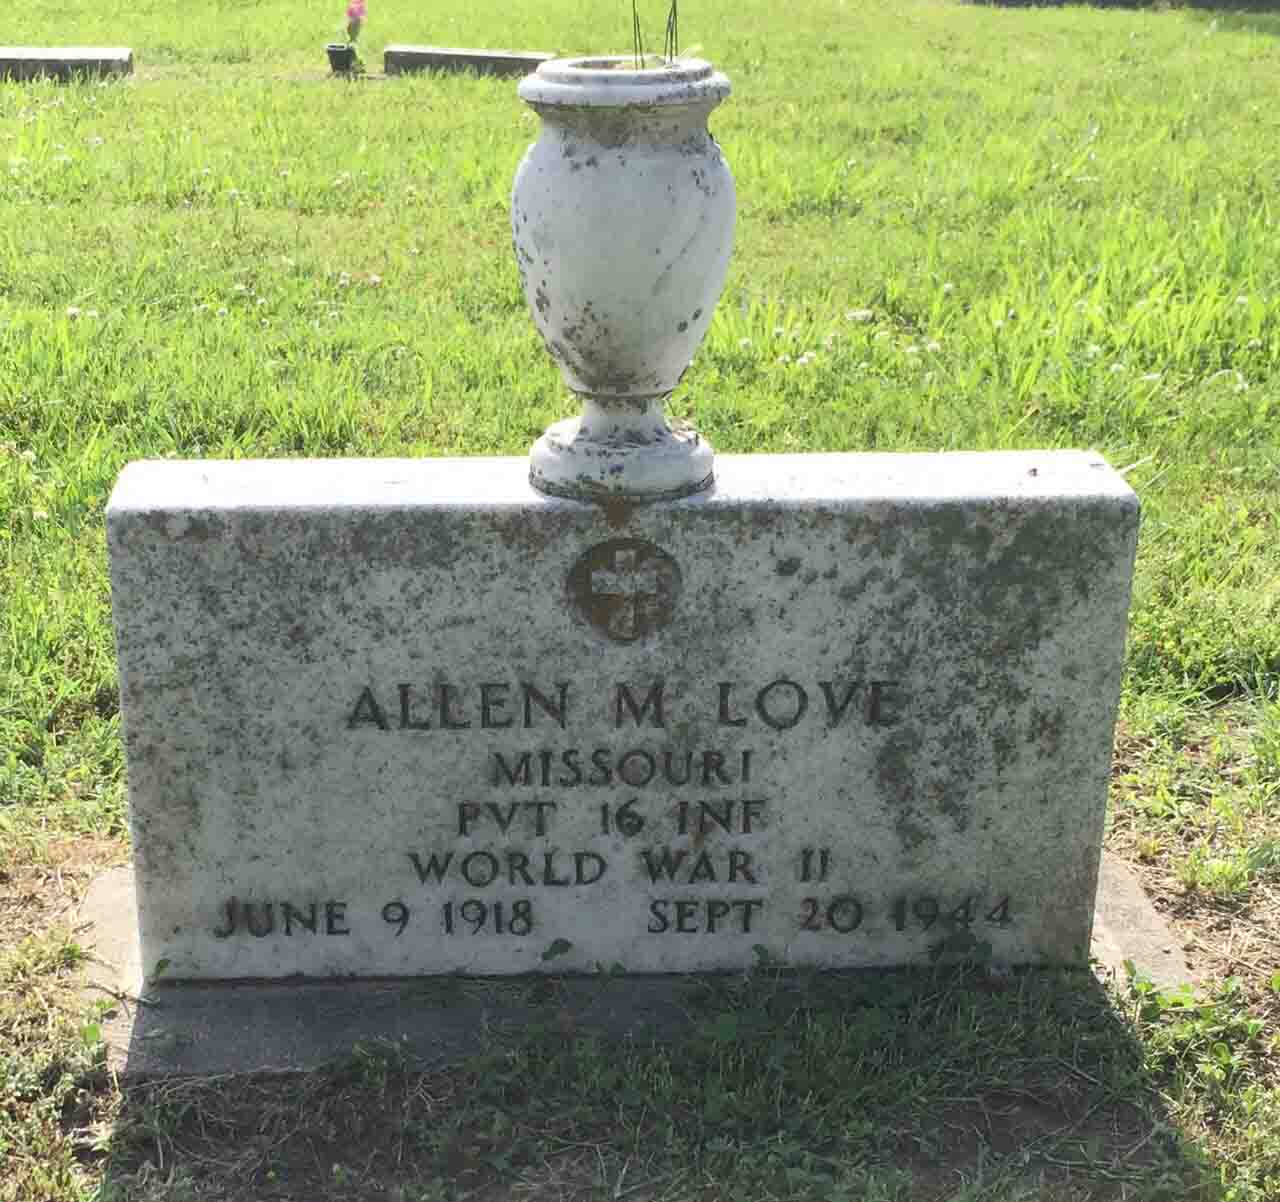 ALLEN M LOVE
MISSOURI
PVT 16 INF
WORLD WAR II
JUNE 9 1918 SEPT 20 1944